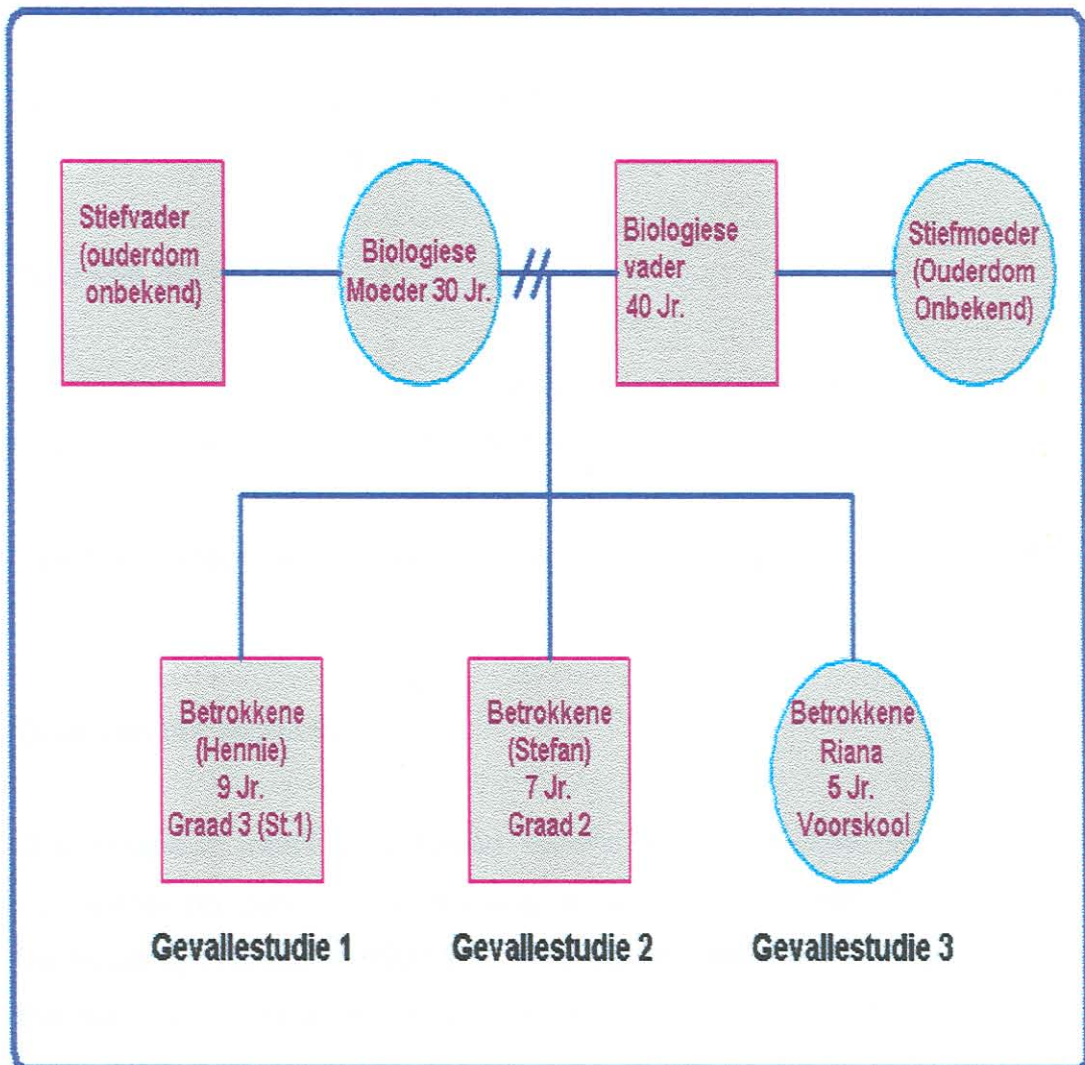 Stiefvader
(ouderdom
onbekend)
Biologiese
Moeder 30 Jr.
Biologiese
vader
40 Jr.
Stiefmoeder
(Ouderdom
Onbekend)
Betrokkene
(Hennie)
9 Jr.
Graad 3 (St.1)
Betrokkene
(Stefan)
7 Jr.
Graad 2
Betrokkene
Riana
5 Jr.
Voorskool
Gevallestudie 1
Gevallestudie 2
Gevallestudie 3